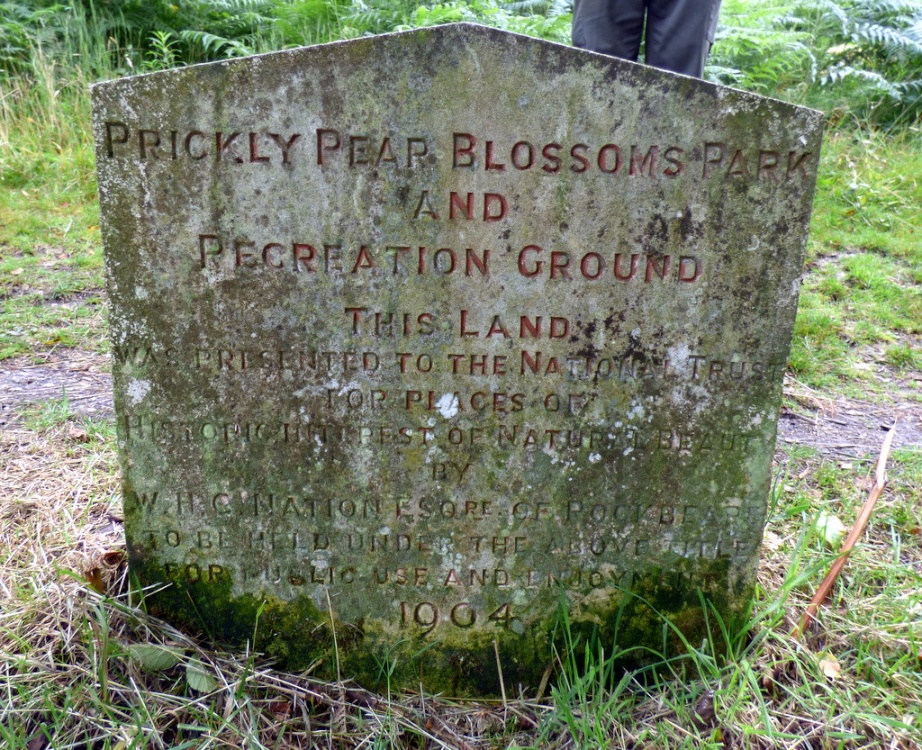 PRICKLY PEAR BLOSSOMS PARK
AND
RECREATION GROUND
THIS LAND
WAS PRESENTED TO THE NATIONAL TRUST
FOR PLACES OF
HISTORIC INTEREST OF NATURAL BEAUTY
BY
W.H.C. NATION ESQRE. OF ROCKBEARE
TO BE HELD UNDER THE ABOVE TITLE
FOR PUBLIC USE AND ENJOYMENT
1904